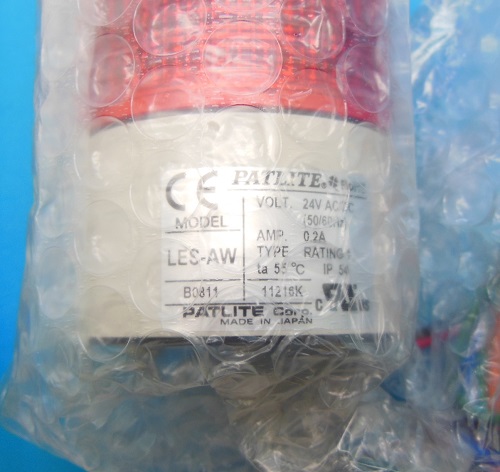 CE PATLITE® RoHS
VOLT. 24V AC/DC
(50/60Hz)
MODEL
AMP. 0.2A
LES-AW TYPE RATING
ta 55 °C IP 54
B0811 11216K
PATLITE Corp. c us
MADE IN JAPAN